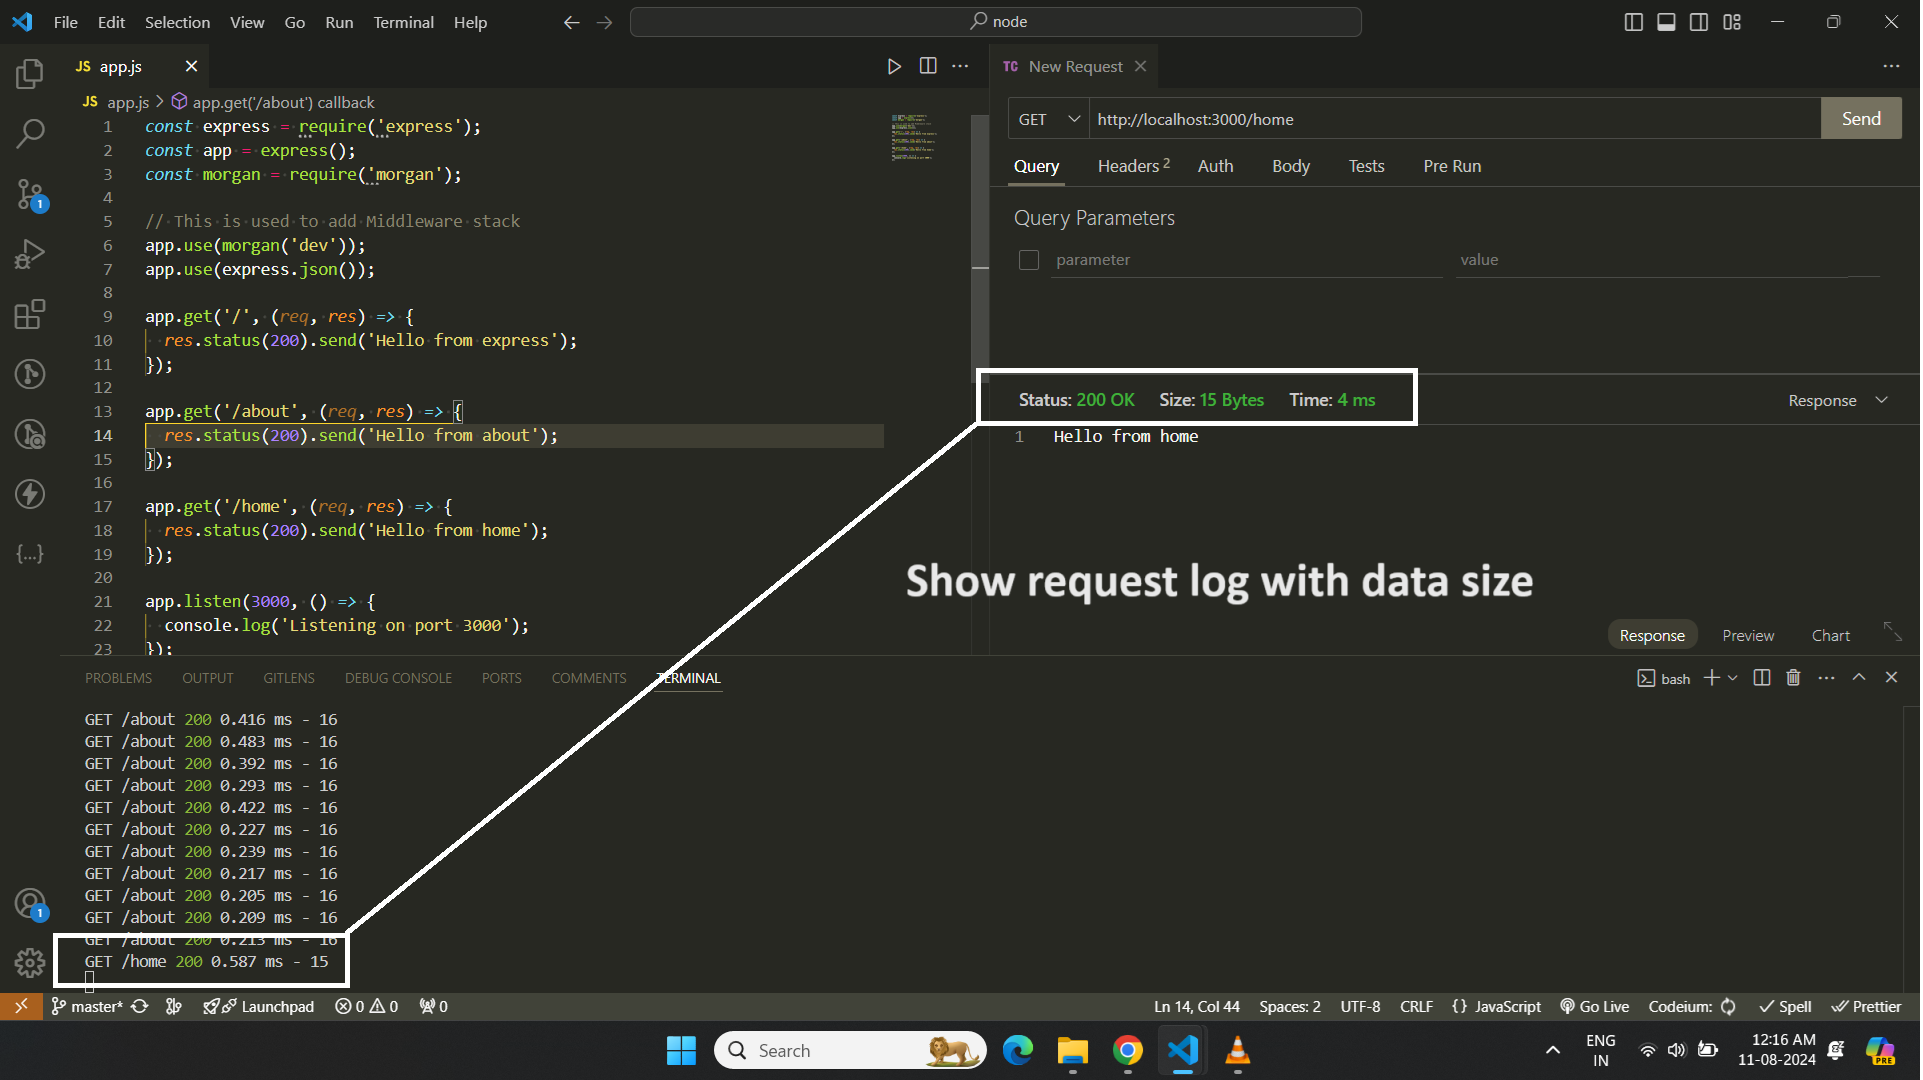 File Edit Selection View Go Run Terminal Help
node
JS app.js
TC New Request
JS app.js > app.get('/about') callback
1 const express = require('express');
2 const app = express();
3 const morgan = require('morgan');
4
5 // This is used to add Middleware stack
6 app.use(morgan('dev'));
7 app.use(express.json());
8
9 app.get('/', (req, res) => {
10 res.status(200).send('Hello from express');
11 });
12
13 app.get('/about', (req, res) => {
14 res.status(200).send('Hello from about');
15 });
16
17 app.get('/home', (req, res) => {
18 res.status(200).send('Hello from home');
19 });
20
21 app.listen(3000, () => {
22 console.log('Listening on port 3000');
23 });
GET http://localhost:3000/home Send
Query Headers 2 Auth Body Tests Pre Run
Query Parameters
parameter value
Status: 200 OK Size: 15 Bytes Time: 4 ms Response
1 Hello from home
Show request log with data size
Response Preview Chart
PROBLEMS OUTPUT GITLENS DEBUG CONSOLE PORTS COMMENTS TERMINAL
bash
GET /about 200 0.416 ms - 16
GET /about 200 0.483 ms - 16
GET /about 200 0.392 ms - 16
GET /about 200 0.293 ms - 16
GET /about 200 0.422 ms - 16
GET /about 200 0.227 ms - 16
GET /about 200 0.239 ms - 16
GET /about 200 0.217 ms - 16
GET /about 200 0.205 ms - 16
GET /about 200 0.209 ms - 16
GET /about 200 0.213 ms - 16
GET /home 200 0.587 ms - 15
1
1
master* Launchpad 0 0 0 Ln 14, Col 44 Spaces: 2 UTF-8 CRLF {} JavaScript Go Live Codeium: Spell Prettier
Search
ENG
IN
12:16 AM
11-08-2024
PRE